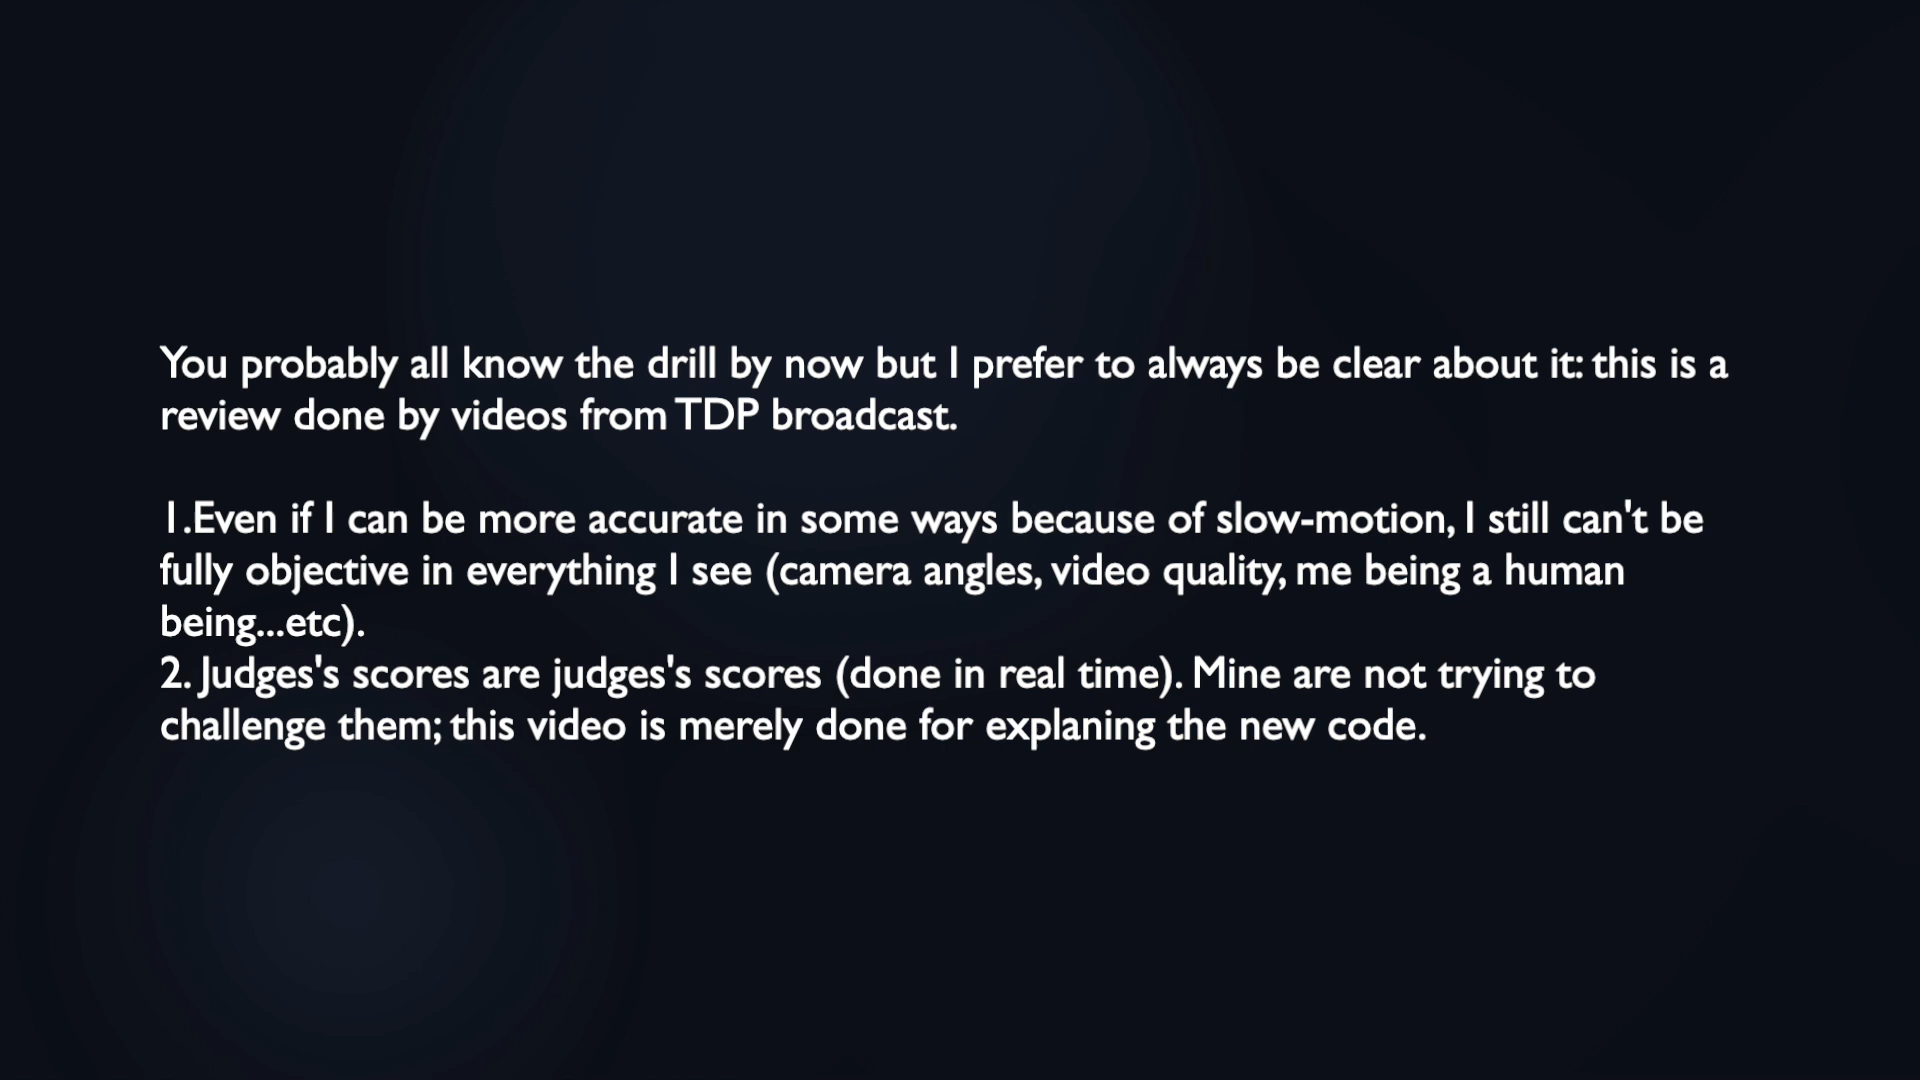 You probably all know the drill by now but I prefer to always be clear about it: this is a
review done by videos from TDP broadcast.
1.Even if I can be more accurate in some ways because of slow-motion, I still can't be
fully objective in everything I see (camera angles, video quality, me being a human
being...etc).
2. Judges's scores are judges's scores (done in real time). Mine are not trying to
challenge them; this video is merely done for explaning the new code.